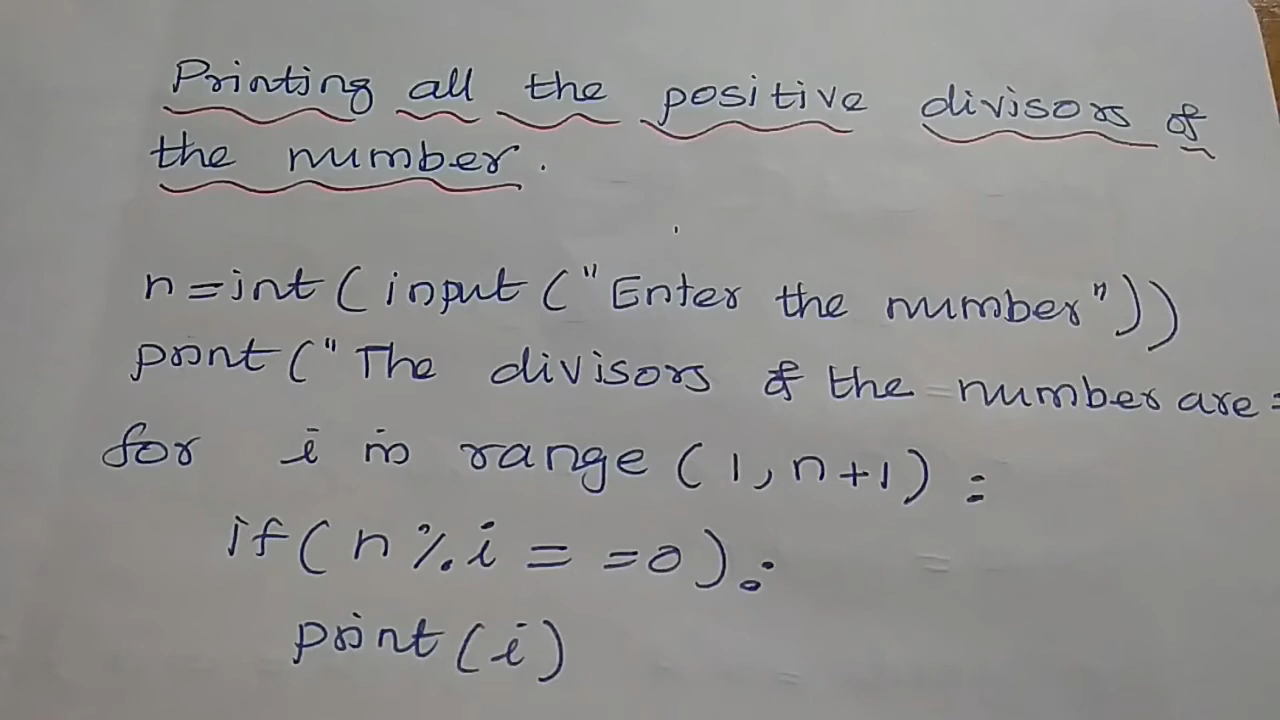 Printing all the positive divisors of
the number.
n=int(input("Enter the number"))
print("The divisors of the number are=
for i in range(1,n+1):
if(n%i==0):
print(i)